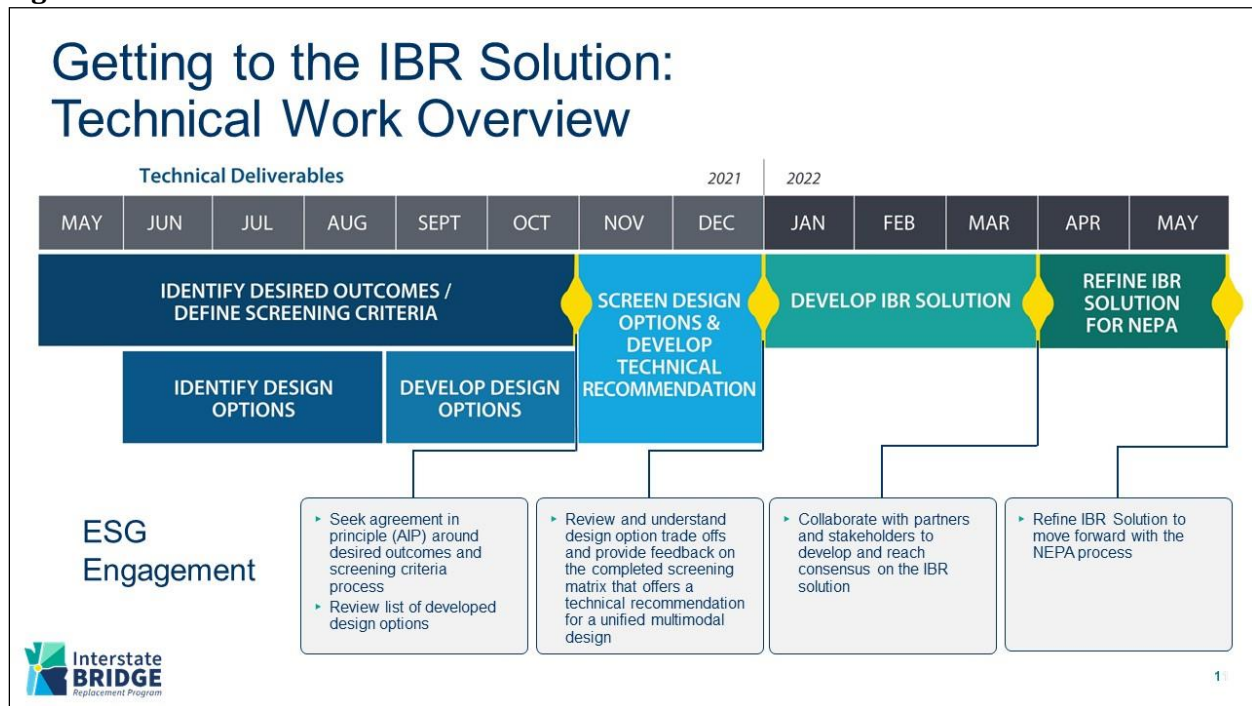 Getting to the IBR Solution:
Technical Work Overview
Technical Deliverables
2021
2022
MAY
JUN
JUL
AUG
SEPT
OCT
NOV
DEC
JAN
FEB
MAR
APR
MAY
IDENTIFY DESIRED OUTCOMES /
DEFINE SCREENING CRITERIA
IDENTIFY DESIGN
OPTIONS
DEVELOP DESIGN
OPTIONS
SCREEN DESIGN
OPTIONS &
DEVELOP
TECHNICAL
RECOMMENDATION
DEVELOP IBR SOLUTION
REFINE IBR
SOLUTION
FOR NEPA
ESG
Engagement
Seek agreement in
principle (AIP) around
desired outcomes and
screening criteria
process
Review list of developed
design options
Review and understand
design option trade offs
and provide feedback on
the completed screening
matrix that offers a
technical recommendation
for a unified multimodal
design
Collaborate with partners
and stakeholders to
develop and reach
consensus on the IBR
solution
Refine IBR Solution to
move forward with the
NEPA process
Interstate
BRIDGE
Replacement Program